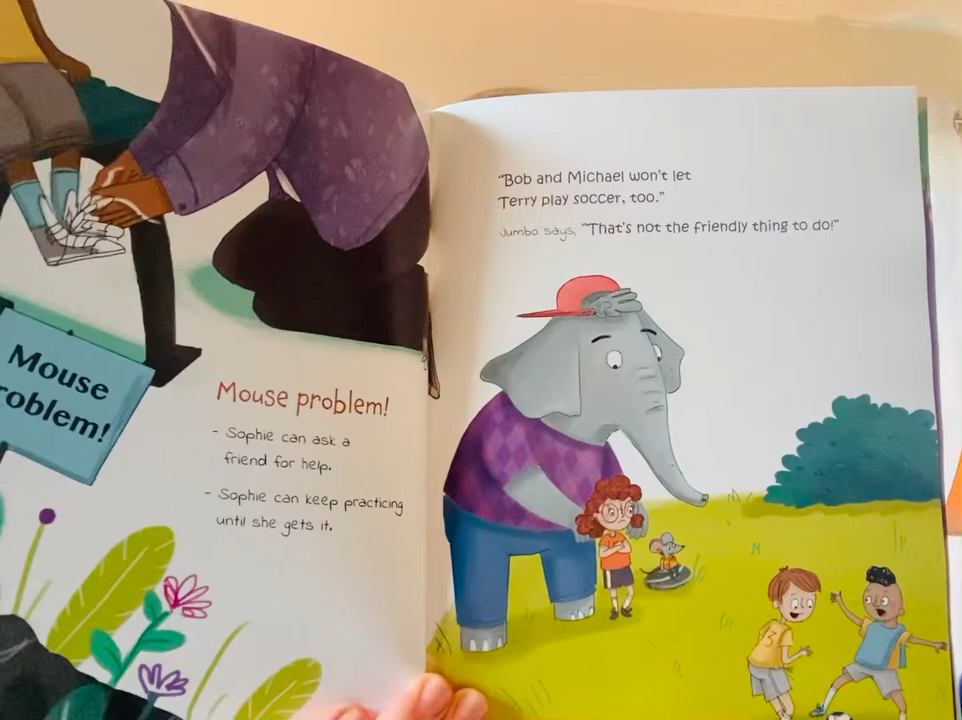 Mouse
roblem!
Mouse problem!
- Sophie can ask a
friend for help.
- Sophie can keep practicing
until she gets it.
“Bob and Michael won’t let
Terry play soccer, too.”
Jumbo says, “That’s not the friendly thing to do!”
3